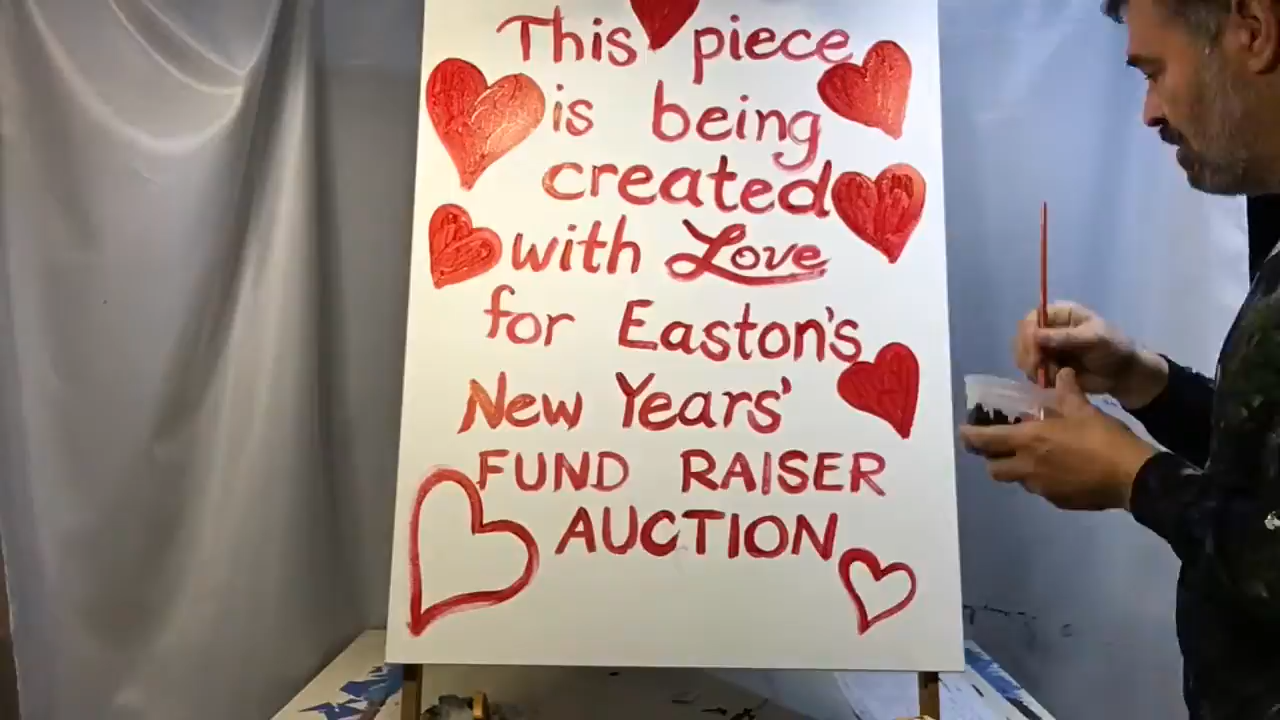 This piece
is being
created
with Love
for Easton's
New Years'
FUND RAISER
AUCTION